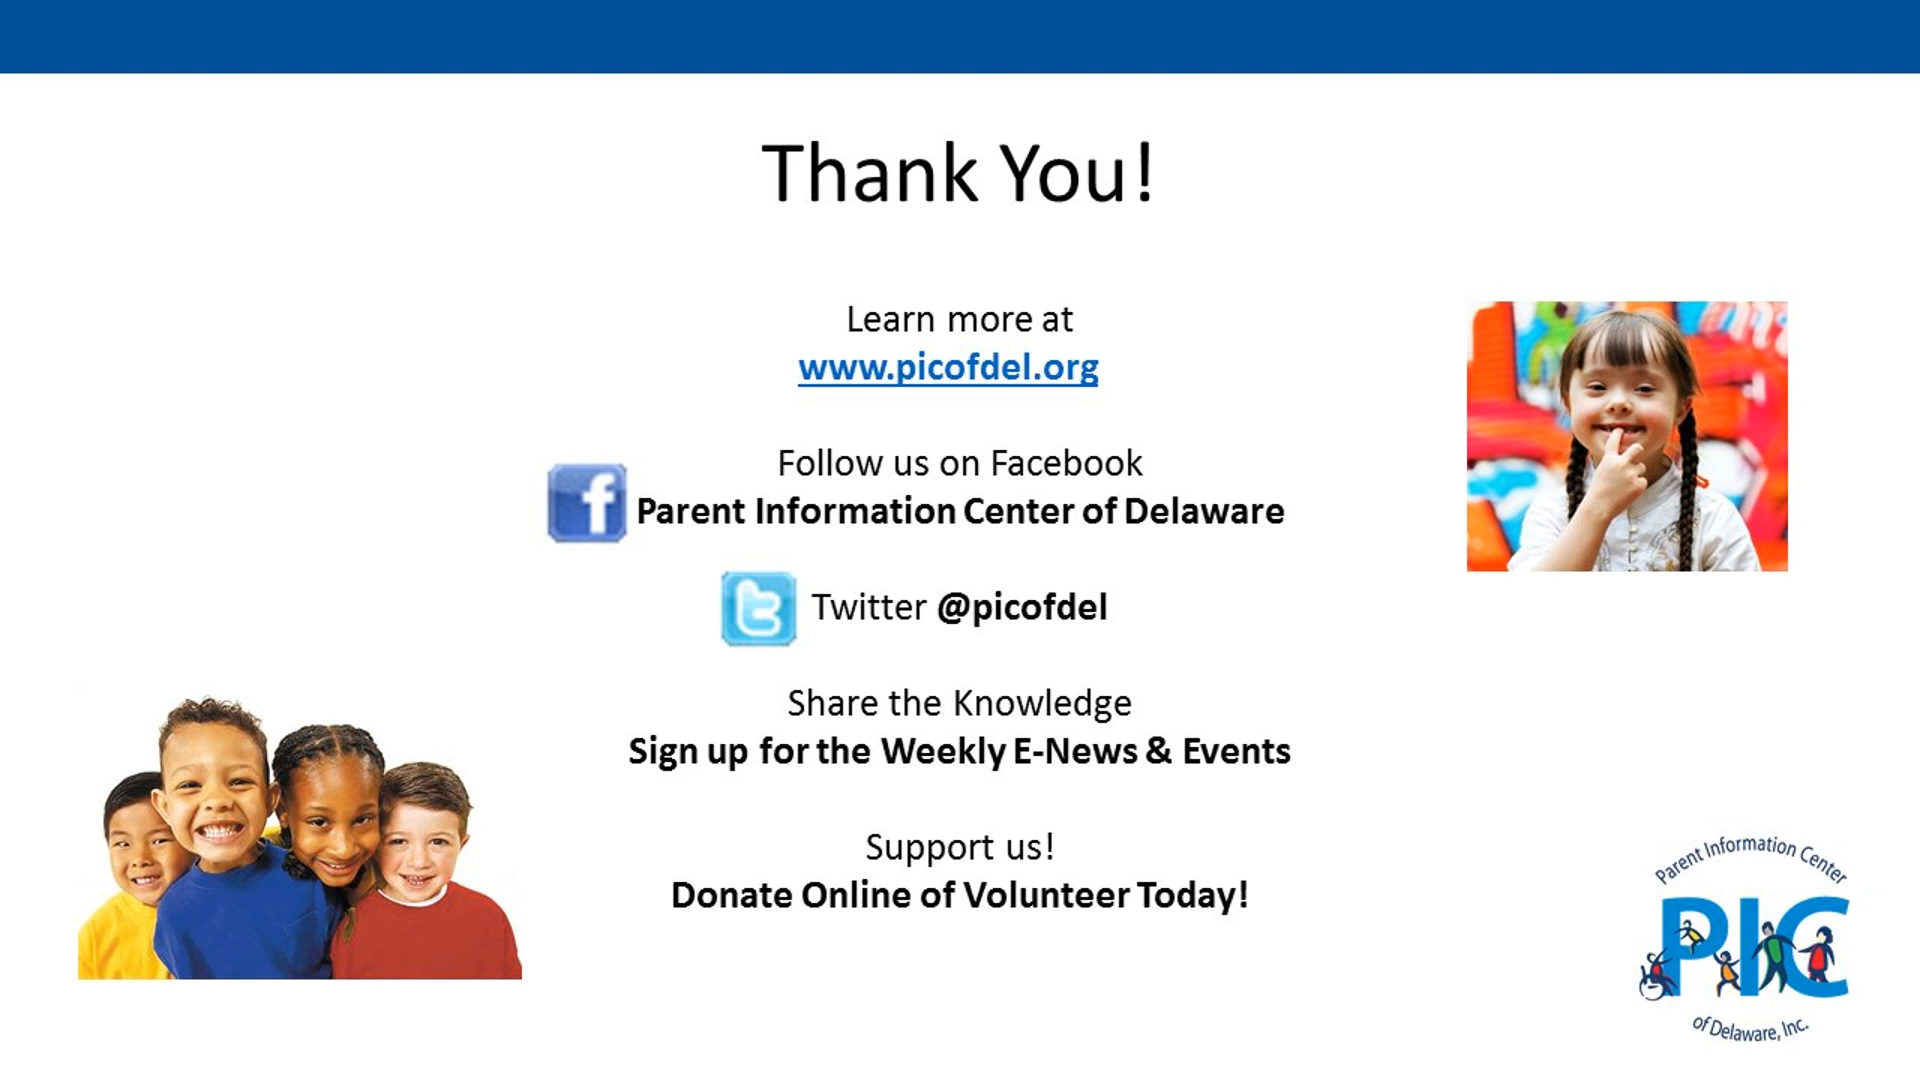 Thank You!
Learn more at
www.picofdel.org
Follow us on Facebook
Parent Information Center of Delaware
Twitter @picofdel
Share the Knowledge
Sign up for the Weekly E-News & Events
Support us!
Donate Online of Volunteer Today!
Parent Information Center
PIC
of Delaware, Inc.